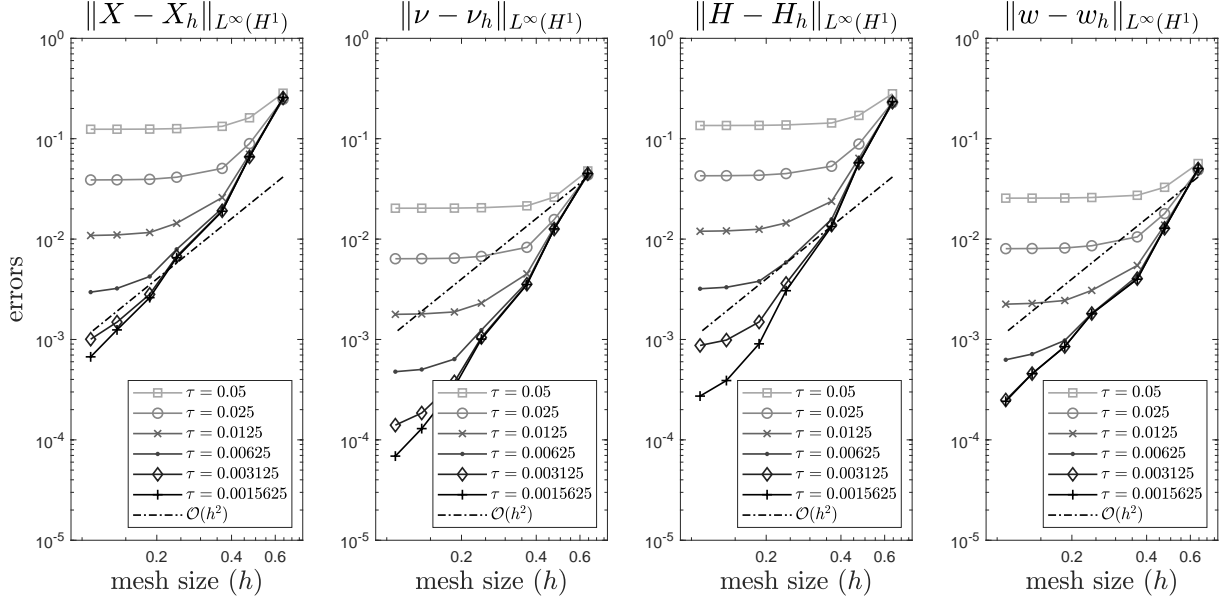 ‖X − X_h‖_{L^∞(H^1)}
10^0
10^{-1}
10^{-2}
10^{-3}
10^{-4}
10^{-5}
errors
τ = 0.05
τ = 0.025
τ = 0.0125
τ = 0.00625
τ = 0.003125
τ = 0.0015625
O(h^2)
0.2 0.4 0.6
mesh size (h)
‖ν − ν_h‖_{L^∞(H^1)}
10^0
10^{-1}
10^{-2}
10^{-3}
10^{-4}
10^{-5}
τ = 0.05
τ = 0.025
τ = 0.0125
τ = 0.00625
τ = 0.003125
τ = 0.0015625
O(h^2)
0.2 0.4 0.6
mesh size (h)
‖H − H_h‖_{L^∞(H^1)}
10^0
10^{-1}
10^{-2}
10^{-3}
10^{-4}
10^{-5}
τ = 0.05
τ = 0.025
τ = 0.0125
τ = 0.00625
τ = 0.003125
τ = 0.0015625
O(h^2)
0.2 0.4 0.6
mesh size (h)
‖w − w_h‖_{L^∞(H^1)}
10^0
10^{-1}
10^{-2}
10^{-3}
10^{-4}
10^{-5}
τ = 0.05
τ = 0.025
τ = 0.0125
τ = 0.00625
τ = 0.003125
τ = 0.0015625
O(h^2)
0.2 0.4 0.6
mesh size (h)